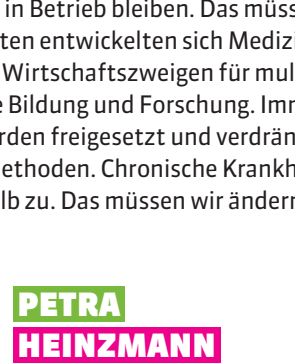 in Betrieb bleiben. Das müss
ten entwickelten sich Medizi
Wirtschaftszweigen für mul
e Bildung und Forschung. Imm
rden freigesetzt und verdrän
ethoden. Chronische Krankh
lb zu. Das müssen wir ändern
PETRA
HEINZMANN